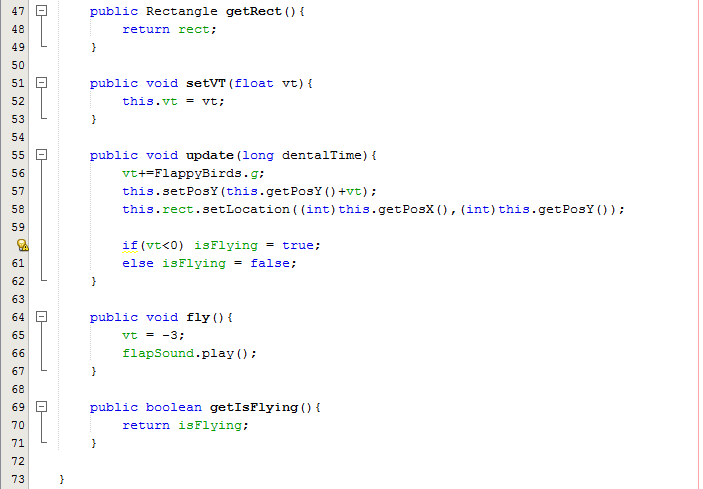 47 public Rectangle getRect(){
48 return rect;
49 }
50
51 public void setVT(float vt){
52 this.vt = vt;
53 }
54
55 public void update(long dentalTime){
56 vt+=FlappyBirds.g;
57 this.setPosY(this.getPosY()+vt);
58 this.rect.setLocation((int)this.getPosX(),(int)this.getPosY());
59
if(vt<0) isFlying = true;
61 else isFlying = false;
62 }
63
64 public void fly(){
65 vt = -3;
66 flapSound.play();
67 }
68
69 public boolean getIsFlying(){
70 return isFlying;
71 }
72
73 }